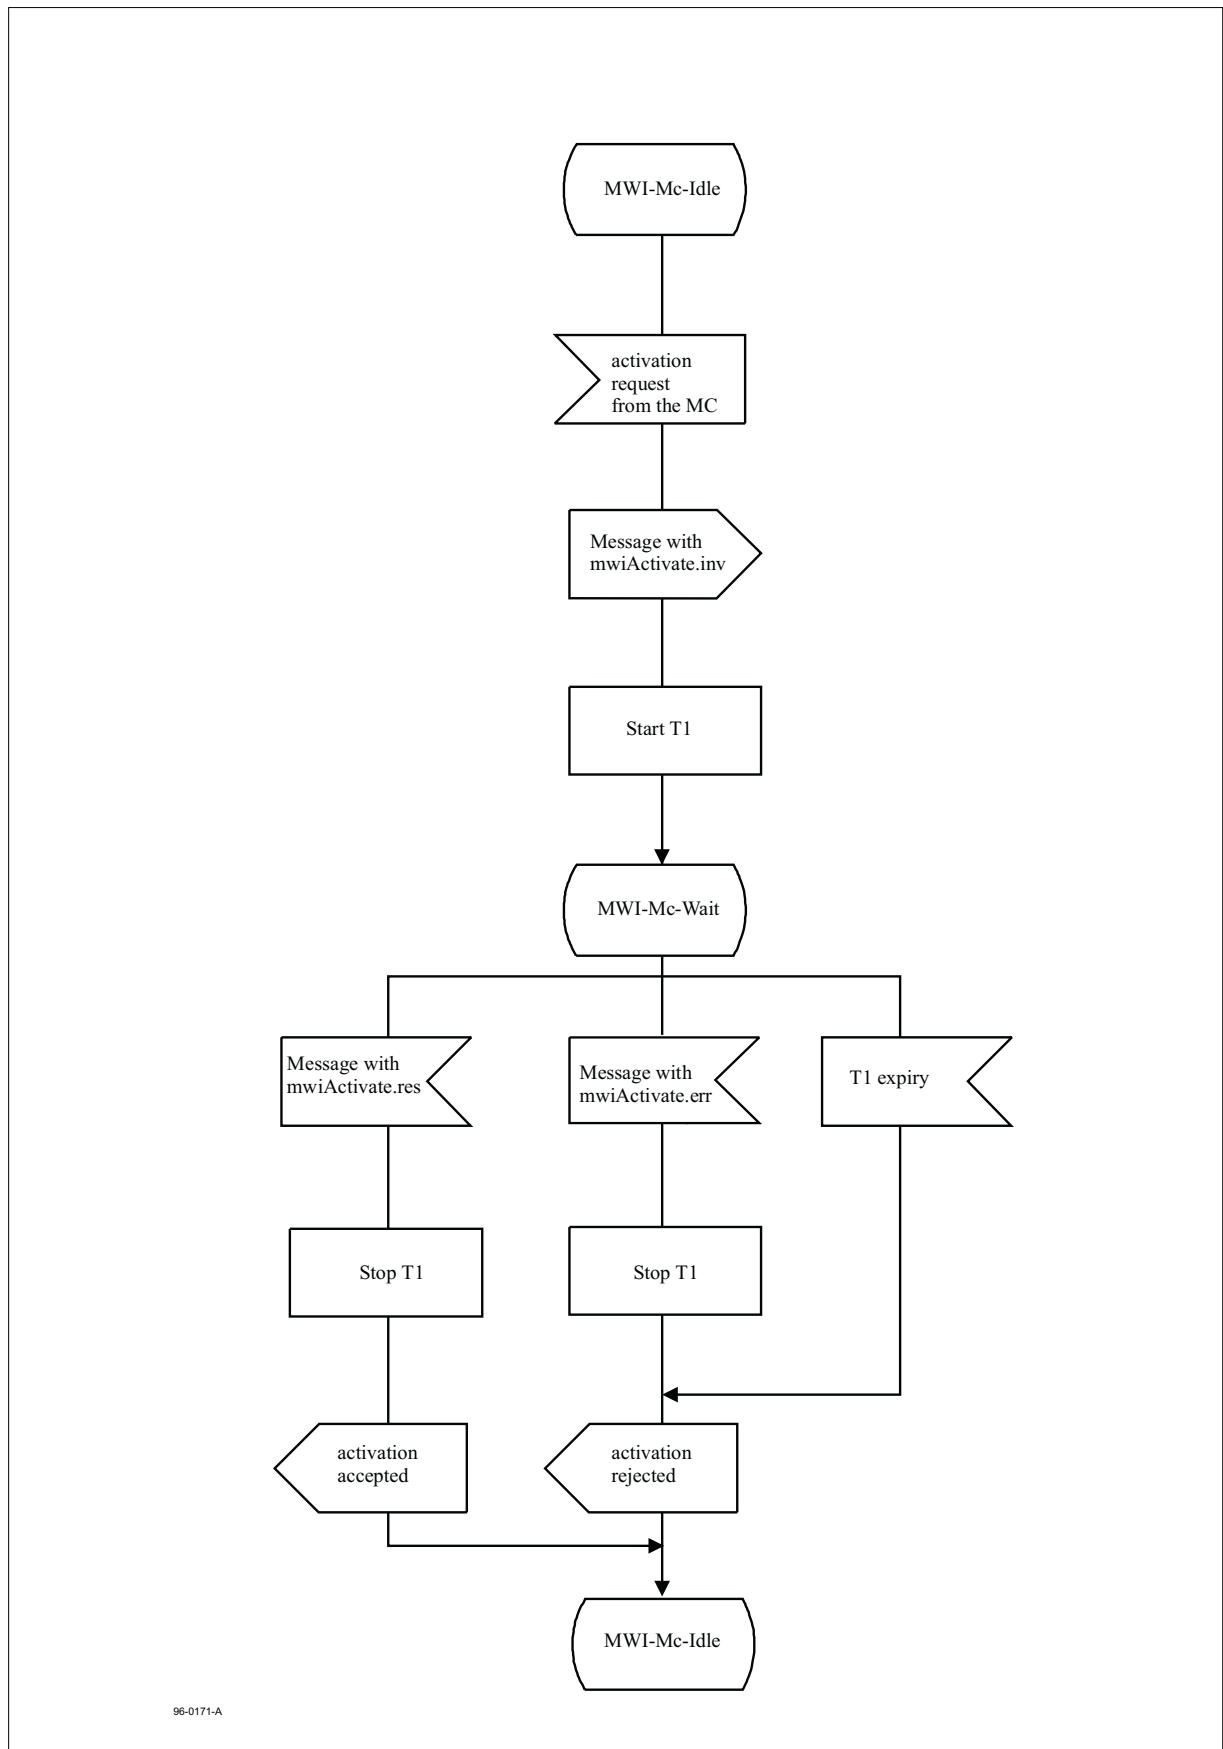 MWI-Mc-Idle
activation
request
from the MC
Message with
mwiActivate.inv
Start T1
MWI-Mc-Wait
Message with
mwiActivate.res
Message with
mwiActivate.err
T1 expiry
Stop T1
Stop T1
activation
accepted
activation
rejected
MWI-Mc-Idle
96-0171-A